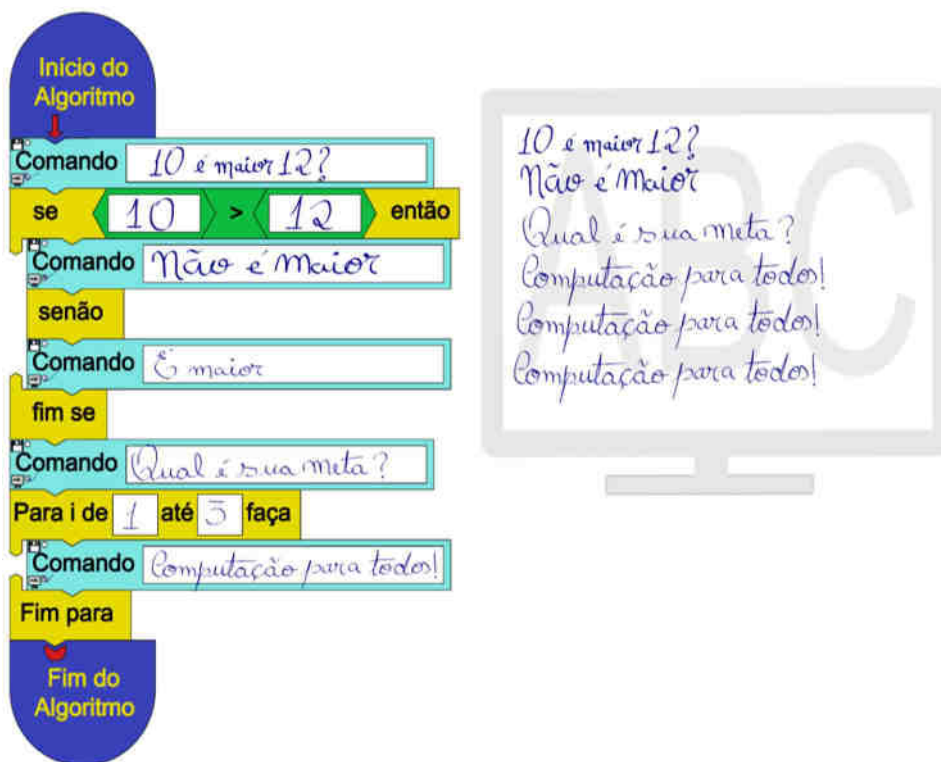 Início do
Algoritmo
Comando 10 é maior 12?
se 10 > 12 então
Comando Não é Maior
senão
Comando É maior
fim se
Comando Qual é sua meta?
Para i de 1 até 3 faça
Comando Computação para todos!
Fim para
Fim do
Algoritmo
ABC
10 é maior 12?
Não é Maior
Qual é sua meta?
Computação para todos!
Computação para todos!
Computação para todos!